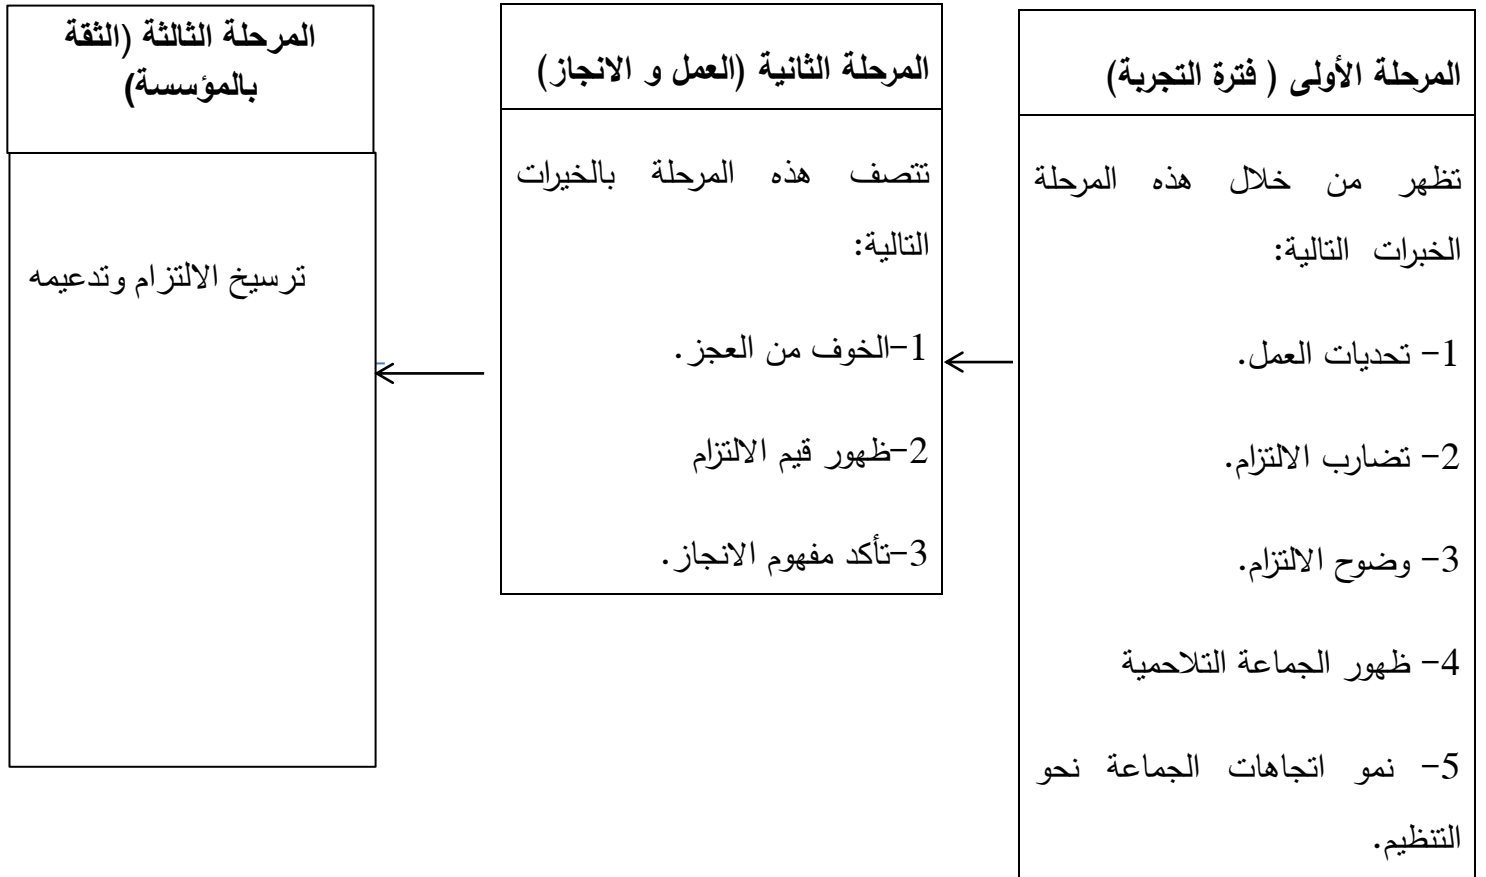 المرحلة الأولى ( فترة التجربة)
تظهر من خلال هذه المرحلة
الخبرات التالية:
1- تحديات العمل.
2- تضارب الالتزام.
3- وضوح الالتزام.
4- ظهور الجماعة التلاحمية
5- نمو اتجاهات الجماعة نحو
التنظيم.
المرحلة الثانية (العمل و الانجاز)
تتصف هذه المرحلة بالخيرات
التالية:
1-الخوف من العجز.
2-ظهور قيم الالتزام
3-تأكد مفهوم الانجاز.
المرحلة الثالثة (الثقة
بالمؤسسة)
ترسيخ الالتزام وتدعيمه